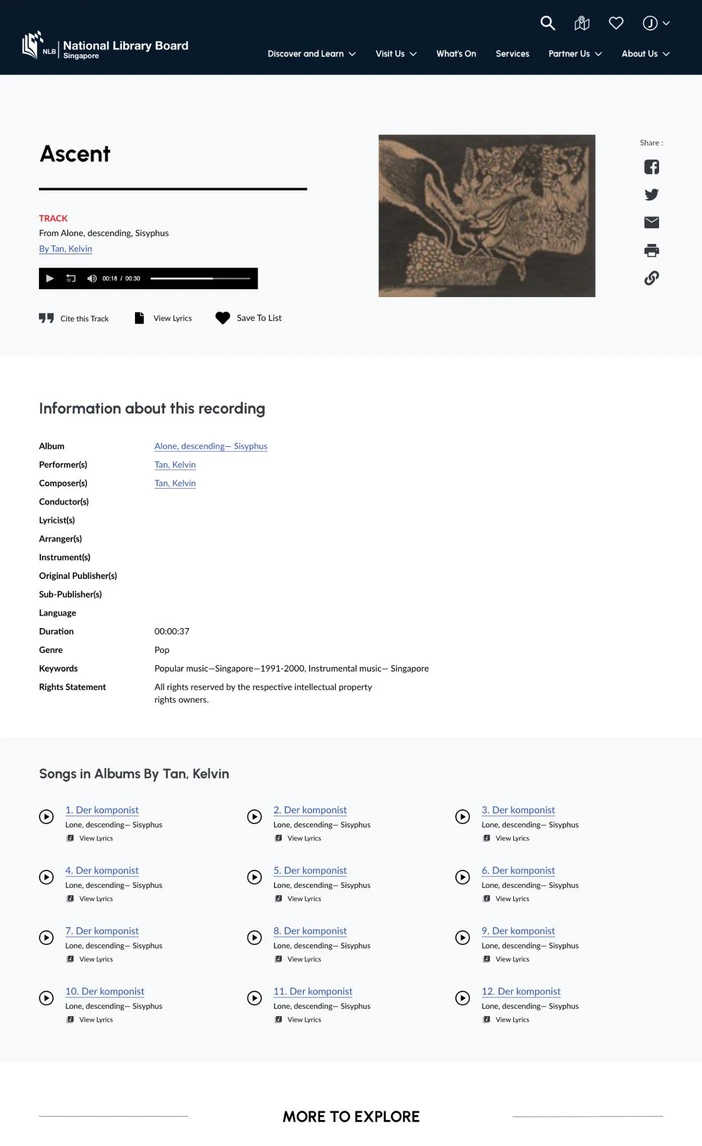 J
NLB National Library Board
Singapore
Discover and Learn Visit Us What's On Services Partner Us About Us
Ascent
Share :
TRACK
From Alone, descending, Sisyphus
By Tan, Kelvin
00:18 / 00:30
Cite this Track View Lyrics Save To List
Information about this recording
Album Alone, descending— Sisyphus
Performer(s) Tan, Kelvin
Composer(s) Tan, Kelvin
Conductor(s)
Lyricist(s)
Arranger(s)
Instrument(s)
Original Publisher(s)
Sub-Publisher(s)
Language
Duration 00:00:37
Genre Pop
Keywords Popular music—Singapore—1991-2000, Instrumental music— Singapore
Rights Statement All rights reserved by the respective intellectual property
rights owners.
Songs in Albums By Tan, Kelvin
1. Der komponist 2. Der komponist 3. Der komponist
Lone, descending— Sisyphus Lone, descending— Sisyphus Lone, descending— Sisyphus
View Lyrics View Lyrics View Lyrics
4. Der komponist 5. Der komponist 6. Der komponist
Lone, descending— Sisyphus Lone, descending— Sisyphus Lone, descending— Sisyphus
View Lyrics View Lyrics View Lyrics
7. Der komponist 8. Der komponist 9. Der komponist
Lone, descending— Sisyphus Lone, descending— Sisyphus Lone, descending— Sisyphus
View Lyrics View Lyrics View Lyrics
10. Der komponist 11. Der komponist 12. Der komponist
Lone, descending— Sisyphus Lone, descending— Sisyphus Lone, descending— Sisyphus
View Lyrics View Lyrics View Lyrics
MORE TO EXPLORE